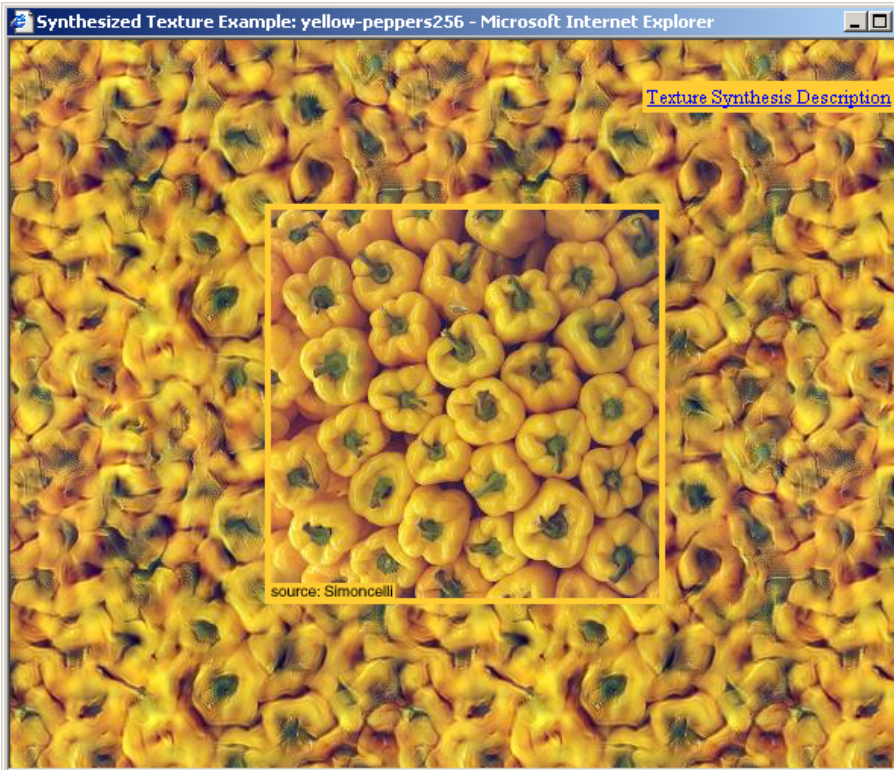 Synthesized Texture Example: yellow-peppers256 - Microsoft Internet Explorer
Texture Synthesis Description
source: Simoncelli